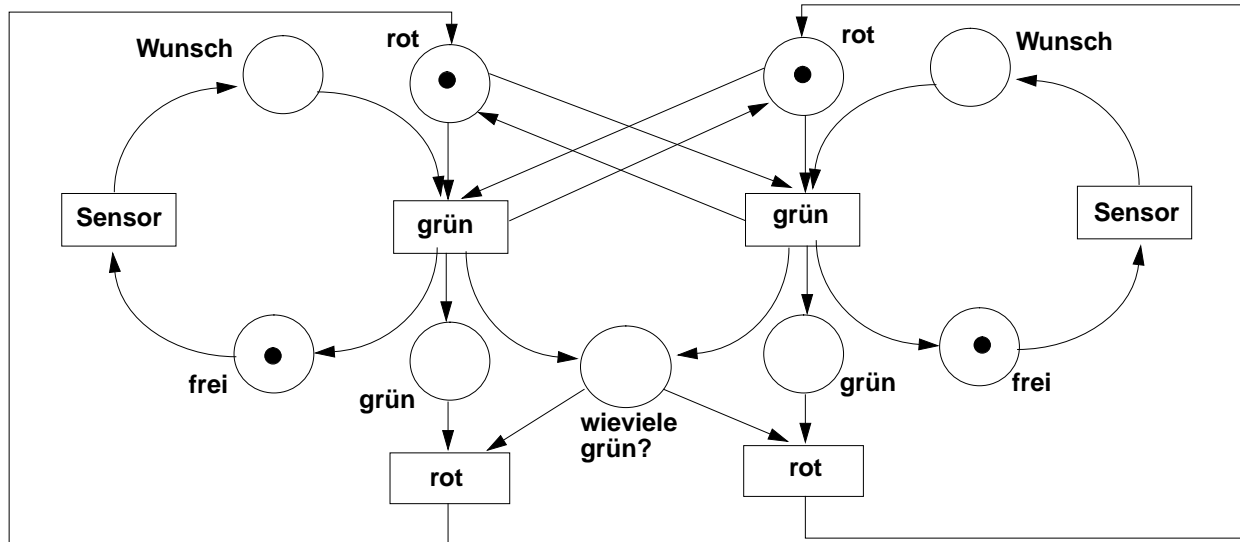 rot
rot
Wunsch
Wunsch
Sensor
grün
grün
Sensor
frei
grün
wieviele
grün?
grün
frei
rot
rot